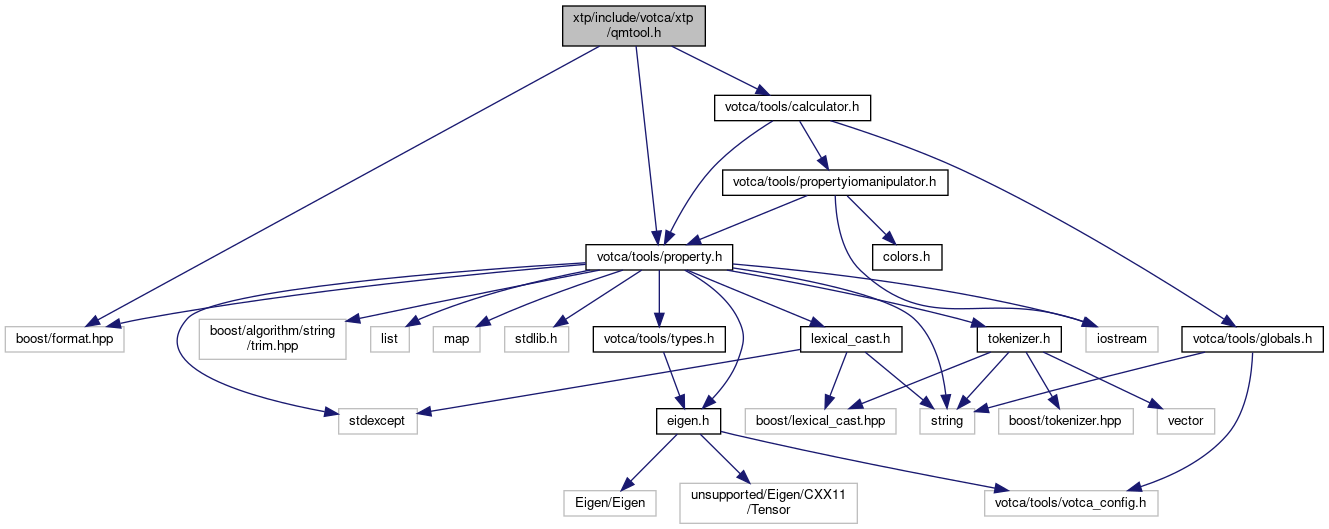 xtp/include/votca/xtp
/qmtool.h
votca/tools/calculator.h
votca/tools/propertyiomanipulator.h
votca/tools/property.h
colors.h
boost/format.hpp
boost/algorithm/string
/trim.hpp
list
map
stdlib.h
votca/tools/types.h
lexical_cast.h
tokenizer.h
iostream
votca/tools/globals.h
stdexcept
eigen.h
boost/lexical_cast.hpp
string
boost/tokenizer.hpp
vector
Eigen/Eigen
unsupported/Eigen/CXX11
/Tensor
votca/tools/votca_config.h